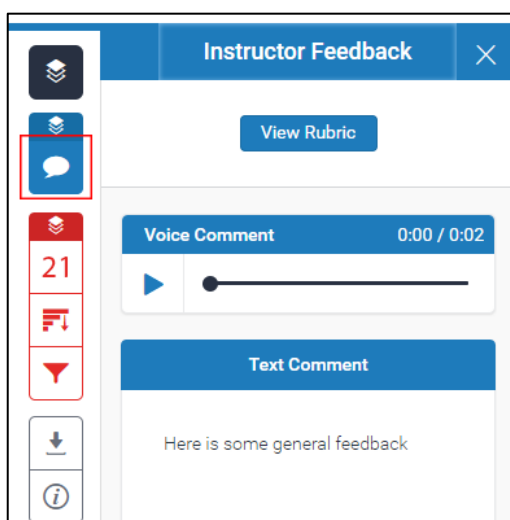 Instructor Feedback
View Rubric
Voice Comment 0:00 / 0:02
21
Text Comment
Here is some general feedback